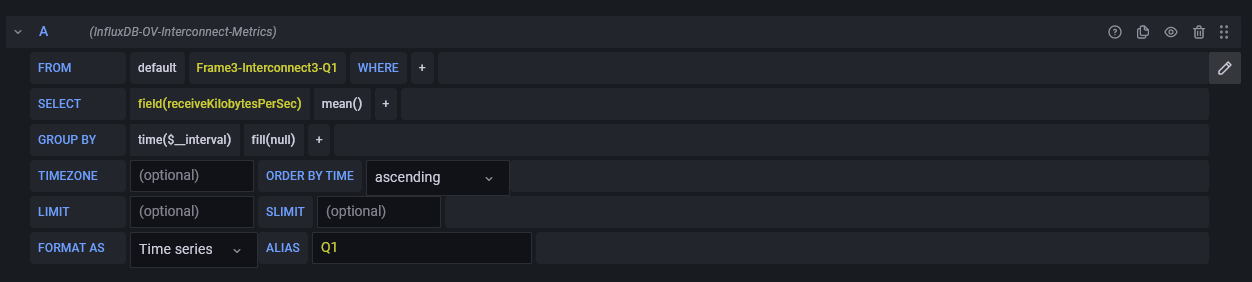 A (InfluxDB-OV-Interconnect-Metrics)
FROM default Frame3-Interconnect3-Q1 WHERE +
SELECT field(receiveKilobytesPerSec) mean() +
GROUP BY time($__interval) fill(null) +
TIMEZONE (optional) ORDER BY TIME ascending
LIMIT (optional) SLIMIT (optional)
FORMAT AS Time series ALIAS Q1